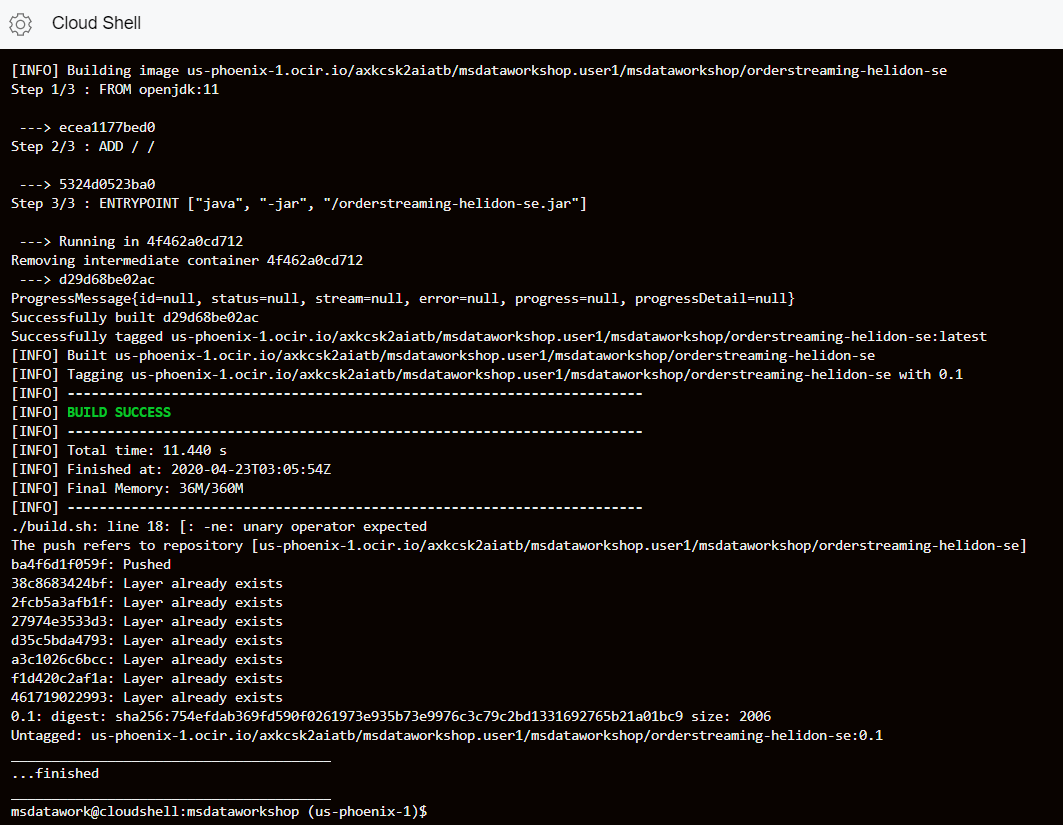 Cloud Shell
[INFO] Building image us-phoenix-1.ocir.io/axkcsk2aiatb/msdataworkshop.user1/msdataworkshop/orderstreaming-helidon-se
Step 1/3 : FROM openjdk:11
---> ecea1177bed0
Step 2/3 : ADD / /
---> 5324d0523ba0
Step 3/3 : ENTRYPOINT ["java", "-jar", "/orderstreaming-helidon-se.jar"]
---> Running in 4f462a0cd712
Removing intermediate container 4f462a0cd712
---> d29d68be02ac
ProgressMessage{id=null, status=null, stream=null, error=null, progress=null, progressDetail=null}
Successfully built d29d68be02ac
Successfully tagged us-phoenix-1.ocir.io/axkcsk2aiatb/msdataworkshop.user1/msdataworkshop/orderstreaming-helidon-se:latest
[INFO] Built us-phoenix-1.ocir.io/axkcsk2aiatb/msdataworkshop.user1/msdataworkshop/orderstreaming-helidon-se
[INFO] Tagging us-phoenix-1.ocir.io/axkcsk2aiatb/msdataworkshop.user1/msdataworkshop/orderstreaming-helidon-se with 0.1
[INFO] ------------------------------------------------------------------------
[INFO] BUILD SUCCESS
[INFO] ------------------------------------------------------------------------
[INFO] Total time: 11.440 s
[INFO] Finished at: 2020-04-23T03:05:54Z
[INFO] Final Memory: 36M/360M
[INFO] ------------------------------------------------------------------------
./build.sh: line 18: [: -ne: unary operator expected
The push refers to repository [us-phoenix-1.ocir.io/axkcsk2aiatb/msdataworkshop.user1/msdataworkshop/orderstreaming-helidon-se]
ba4f6d1f059f: Pushed
38c8683424bf: Layer already exists
2fcb5a3afb1f: Layer already exists
27974e3533d3: Layer already exists
d35c5bda4793: Layer already exists
a3c1026c6bcc: Layer already exists
f1d420c2af1a: Layer already exists
461719022993: Layer already exists
0.1: digest: sha256:754efdab369fd590f0261973e935b73e9976c3c79c2bd1331692765b21a01bc9 size: 2006
Untagged: us-phoenix-1.ocir.io/axkcsk2aiatb/msdataworkshop.user1/msdataworkshop/orderstreaming-helidon-se:0.1
________________________________________
...finished
________________________________________
msdatawork@cloudshell:msdataworkshop (us-phoenix-1)$